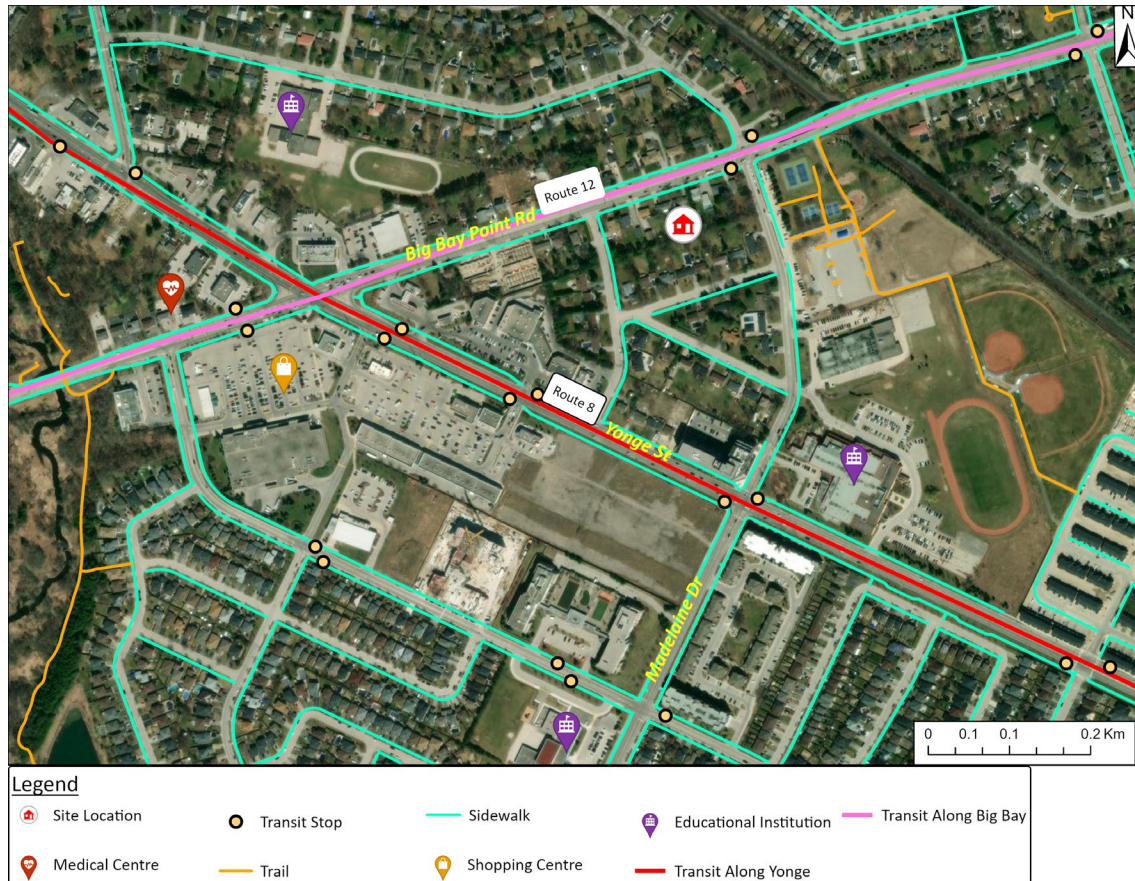 N
Route 12
Big Bay Point Rd
Route 8
Yonge St
Madelaine Dr
0 0.1 0.1 0.2 Km
Legend
Site Location
Transit Stop
Sidewalk
Educational Institution
Transit Along Big Bay
Medical Centre
Trail
Shopping Centre
Transit Along Yonge